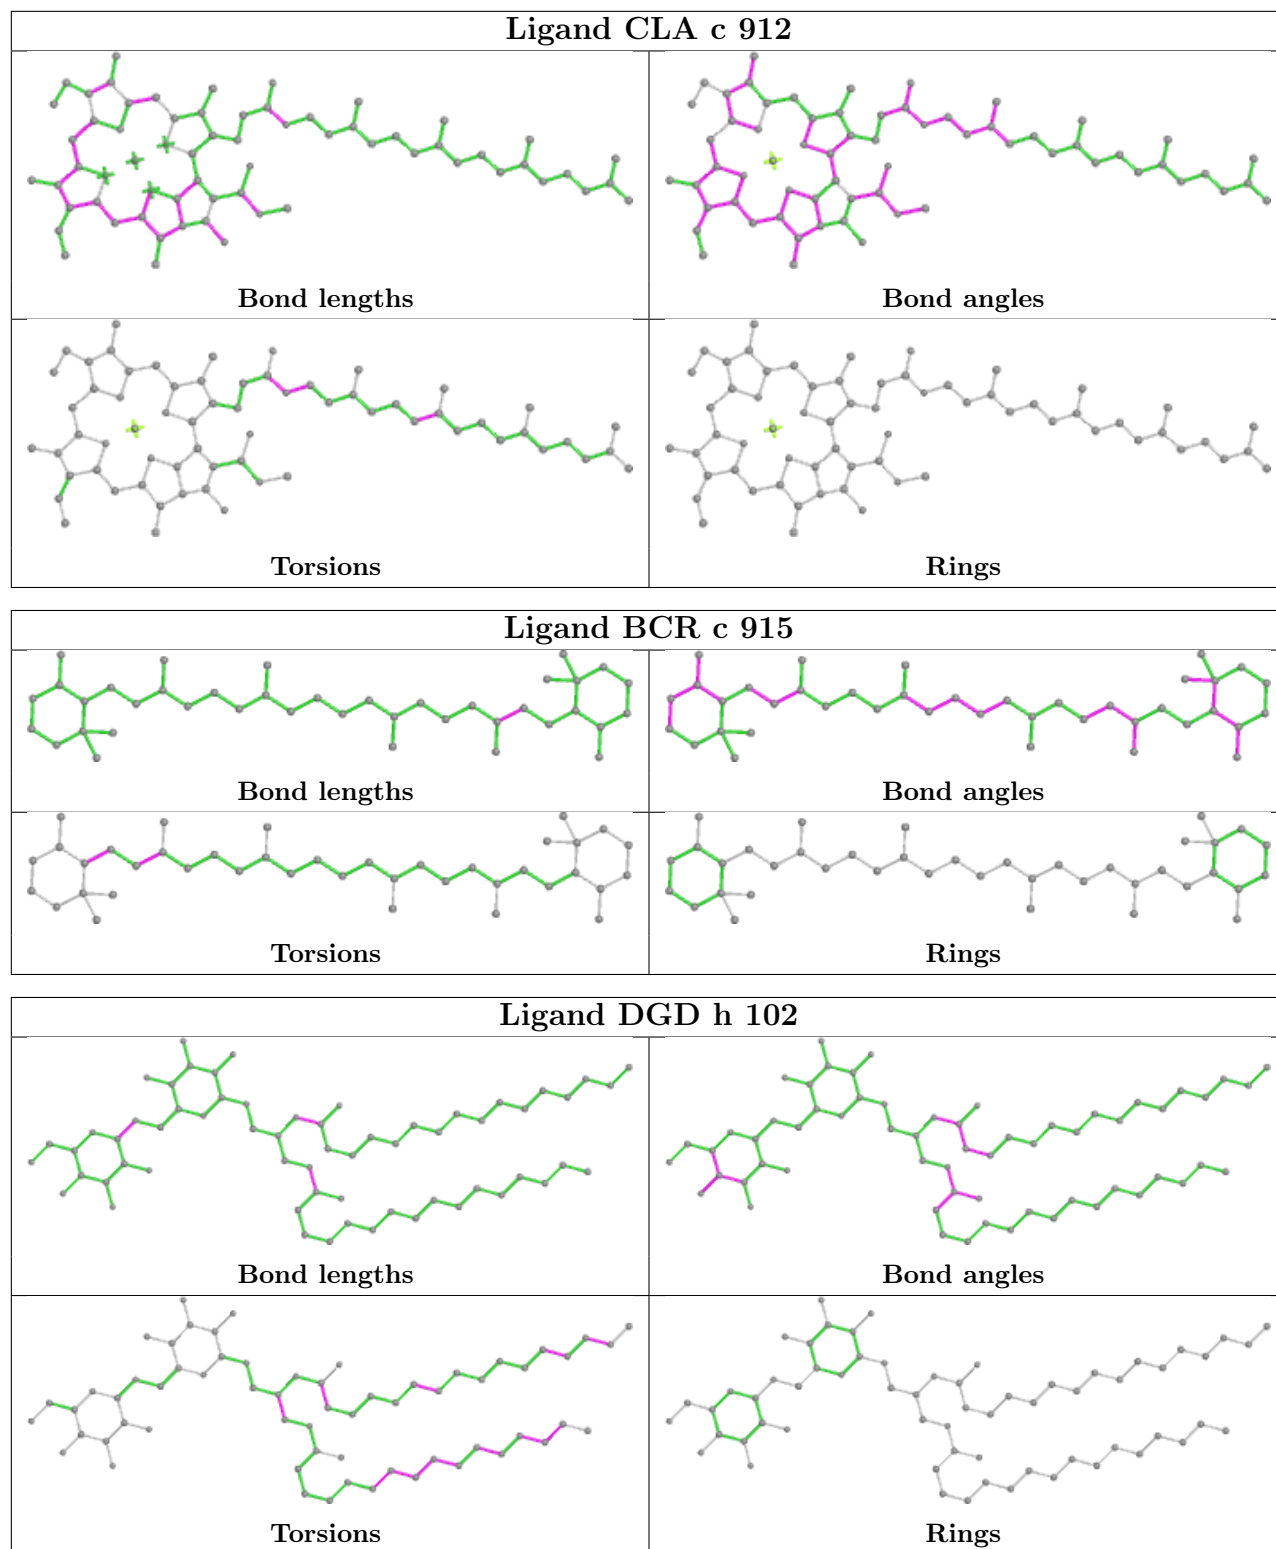 Ligand CLA c 912
Bond lengths
Bond angles
Torsions
Rings
Ligand BCR c 915
Bond lengths
Bond angles
Torsions
Rings
Ligand DGD h 102
Bond lengths
Bond angles
Torsions
Rings